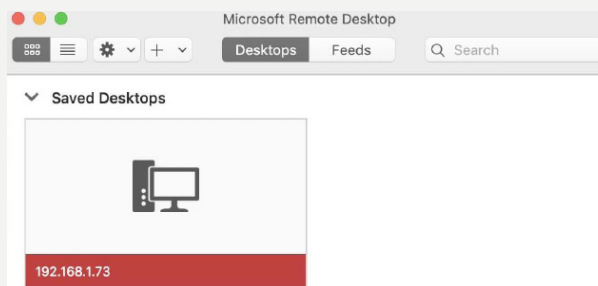 Microsoft Remote Desktop
Desktops Feeds Search
Saved Desktops
192.168.1.73